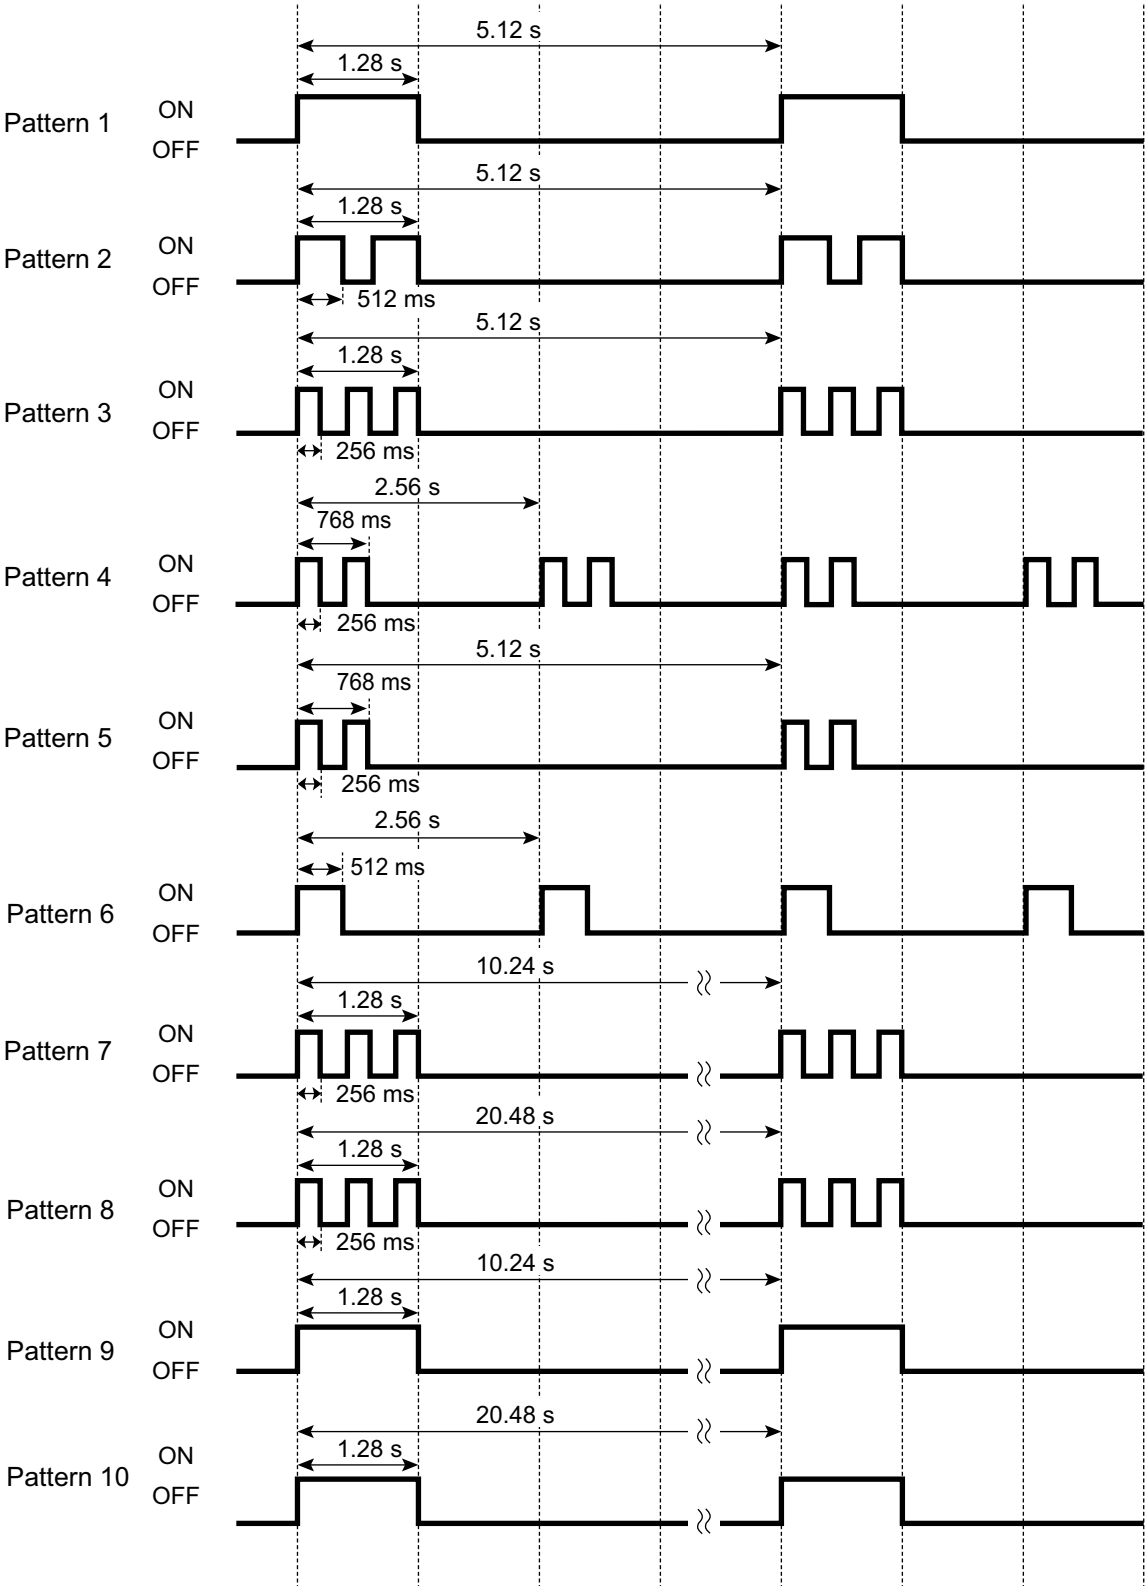 5.12 s
1.28 s
Pattern 1
ON
OFF
5.12 s
1.28 s
Pattern 2
ON
OFF
512 ms
5.12 s
1.28 s
Pattern 3
ON
OFF
256 ms
2.56 s
768 ms
Pattern 4
ON
OFF
256 ms
5.12 s
768 ms
Pattern 5
ON
OFF
256 ms
2.56 s
512 ms
Pattern 6
ON
OFF
10.24 s
1.28 s
Pattern 7
ON
OFF
256 ms
20.48 s
1.28 s
Pattern 8
ON
OFF
256 ms
10.24 s
1.28 s
Pattern 9
ON
OFF
20.48 s
1.28 s
Pattern 10
ON
OFF